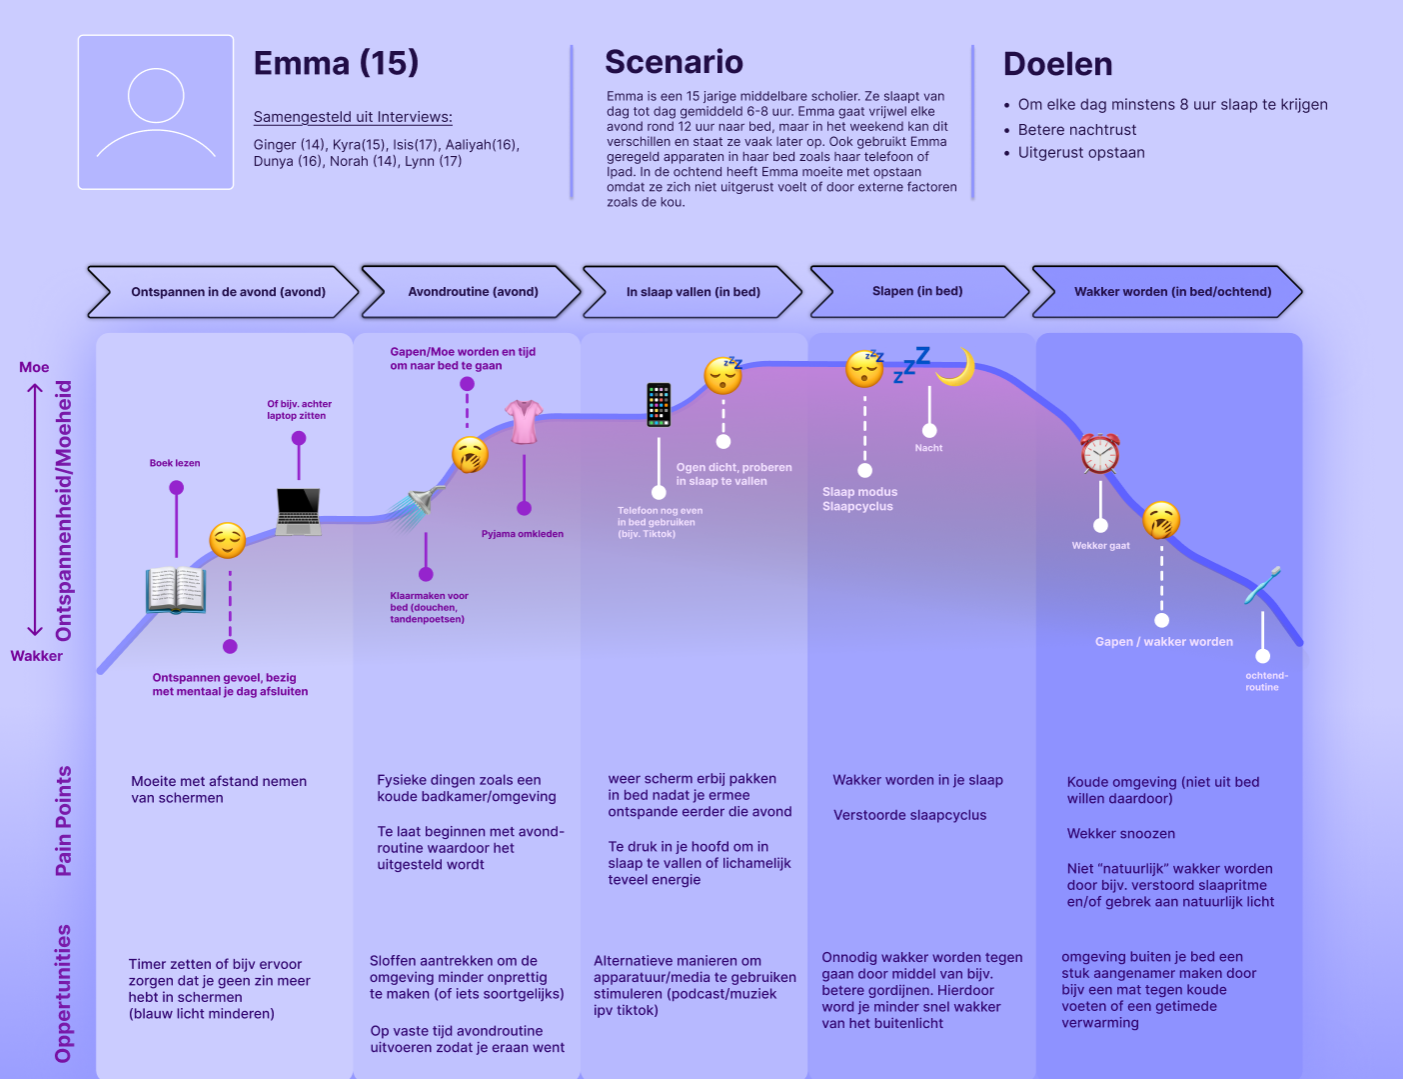 Emma (15)
Samengesteld uit Interviews:
Ginger (14), Kyra(15), Isis(17), Aaliyah(16),
Dunya (16), Norah (14), Lynn (17)
Scenario
Emma is een 15 jarige middelbare scholier. Ze slaapt van
dag tot dag gemiddeld 6-8 uur. Emma gaat vrijwel elke
avond rond 12 uur naar bed, maar in het weekend kan dit
verschillen en staat ze vaak later op. Ook gebruikt Emma
geregeld apparaten in haar bed zoals haar telefoon of
Ipad. In de ochtend heeft Emma moeite met opstaan
omdat ze zich niet uitgerust voelt of door externe factoren
zoals de kou.
Doelen
• Om elke dag minstens 8 uur slaap te krijgen
• Betere nachtrust
• Uitgerust opstaan
Ontspannen in de avond (avond)
Avondroutine (avond)
In slaap vallen (in bed)
Slapen (in bed)
Wakker worden (in bed/ochtend)
Moe
Ontspannenheid/Moeheid
Wakker
Boek lezen
Of bijv. achter
laptop zitten
Ontspannen gevoel, bezig
met mentaal je dag afsluiten
Gapen/Moe worden en tijd
om naar bed te gaan
Pyjama omkleden
Klaarmaken voor
bed (douchen,
tandenpoetsen)
Telefoon nog even
in bed gebruiken
(bijv. Tiktok)
Ogen dicht, proberen
in slaap te vallen
zzz
Slaap modus
Slaapcyclus
zzz
zzz
Nacht
Wekker gaat
Gapen / wakker worden
ochtend-
routine
Pain Points
Moeite met afstand nemen
van schermen
Fysieke dingen zoals een
koude badkamer/omgeving
Te laat beginnen met avond-
routine waardoor het
uitgesteld wordt
weer scherm erbij pakken
in bed nadat je ermee
ontspande eerder die avond
Te druk in je hoofd om in
slaap te vallen of lichamelijk
teveel energie
Wakker worden in je slaap
Verstoorde slaapcyclus
Koude omgeving (niet uit bed
willen daardoor)
Wekker snoozen
Niet “natuurlijk” wakker worden
door bijv. verstoord slaapritme
en/of gebrek aan natuurlijk licht
Oppertunities
Timer zetten of bijv ervoor
zorgen dat je geen zin meer
hebt in schermen
(blauw licht minderen)
Sloffen aantrekken om de
omgeving minder onprettig
te maken (of iets soortgelijks)
Op vaste tijd avondroutine
uitvoeren zodat je eraan went
Alternatieve manieren om
apparatuur/media te gebruiken
stimuleren (podcast/muziek
ipv tiktok)
Onnodig wakker worden tegen
gaan door middel van bijv.
betere gordijnen. Hierdoor
word je minder snel wakker
van het buitenlicht
omgeving buiten je bed een
stuk aangenamer maken door
bijv een mat tegen koude
voeten of een getimede
verwarming